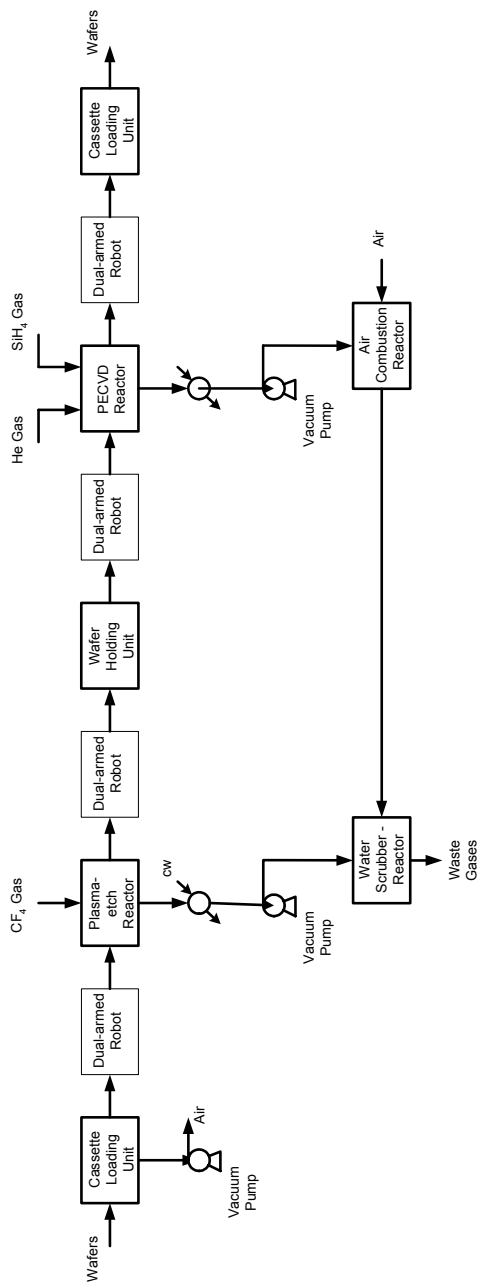 Wafers
Cassette
Loading
Unit
Vacuum
Pump
Air
Dual-armed
Robot
CF4 Gas
Plasma-
etch
Reactor
cw
Vacuum
Pump
Dual-armed
Robot
Wafer
Holding
Unit
Dual-armed
Robot
He Gas
SiH4 Gas
PECVD
Reactor
Vacuum
Pump
Dual-armed
Robot
Cassette
Loading
Unit
Wafers
Water
Scrubber -
Reactor
Waste
Gases
Air
Combustion
Reactor
Air